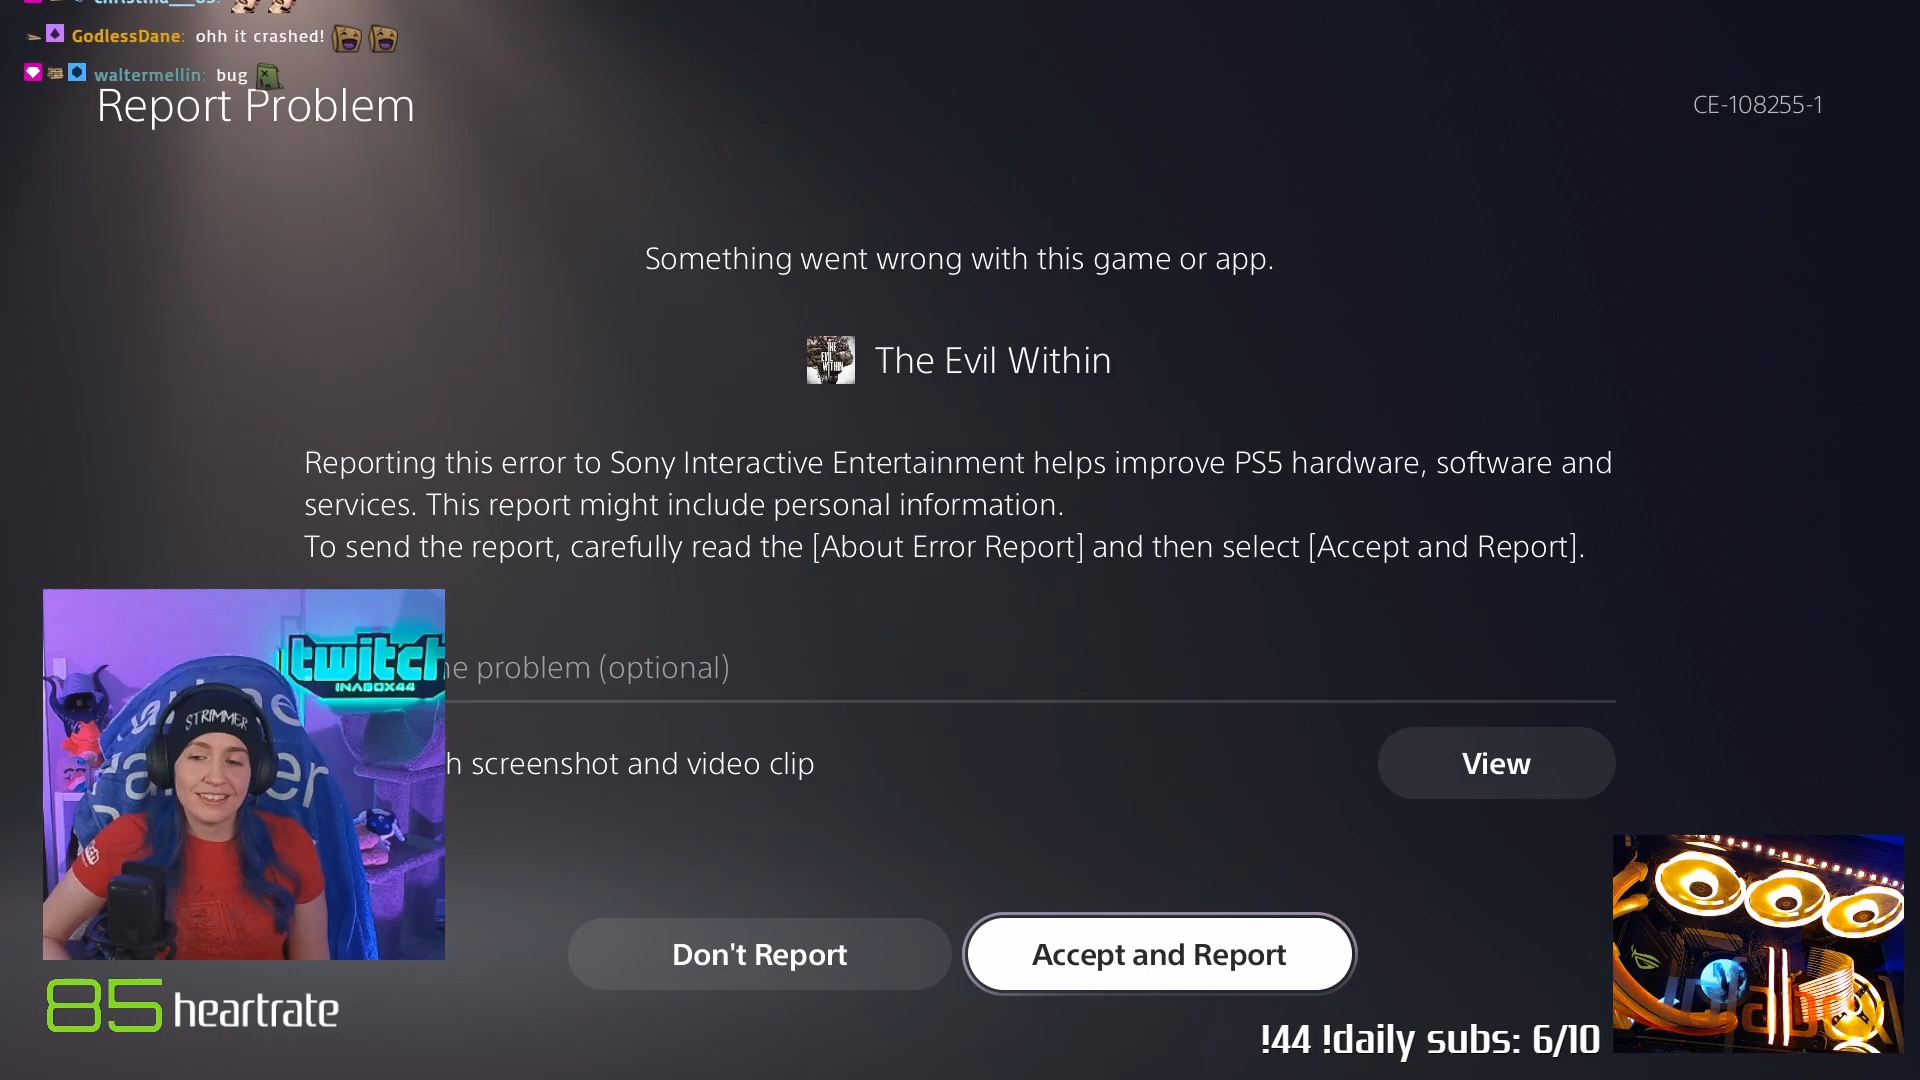 GodlessDane: ohh it crashed!
waltermellin: bug
Report Problem
CE-108255-1
Something went wrong with this game or app.
THE EVIL WITHIN
The Evil Within
Reporting this error to Sony Interactive Entertainment helps improve PS5 hardware, software and
services. This report might include personal information.
To send the report, carefully read the [About Error Report] and then select [Accept and Report].
twitch
INABOX44
STRIMMER
he problem (optional)
h screenshot and video clip
View
Don't Report
Accept and Report
85 heartrate
!44 !daily subs: 6/10